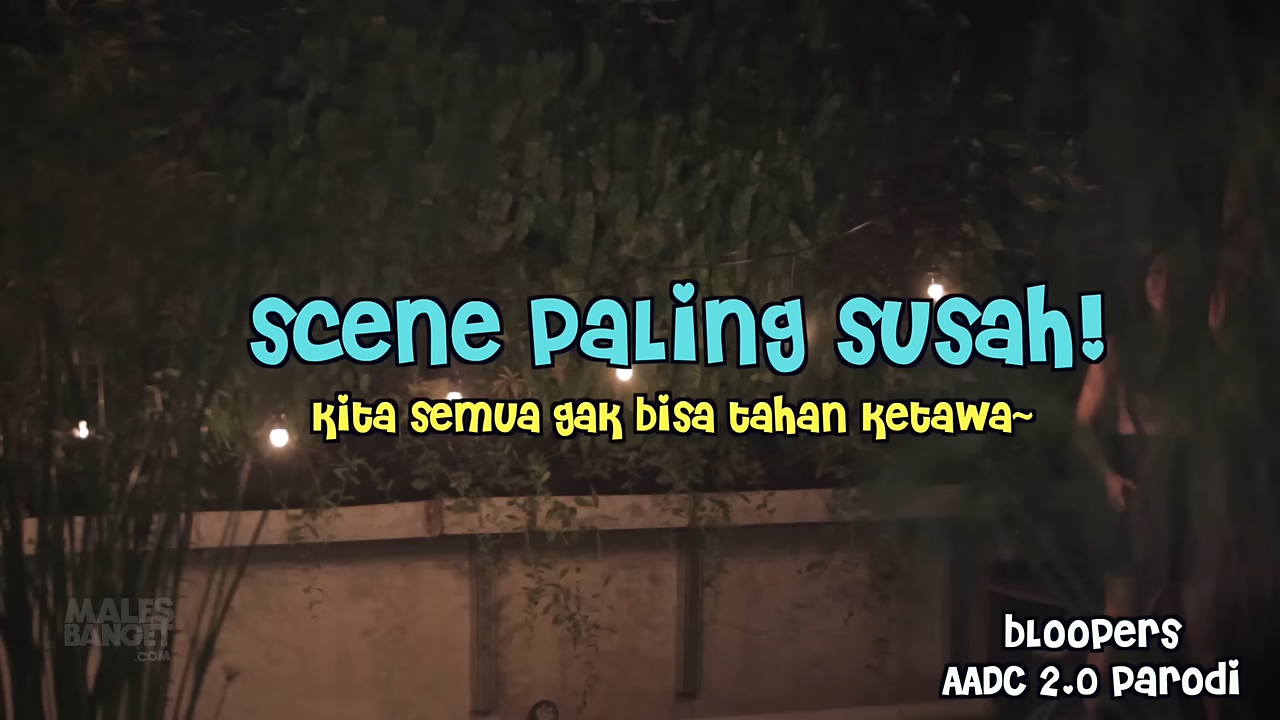 scene paling susah!
kita semua gak bisa tahan ketawa~
MALES
BANGET
.COM
bloopers
AADC 2.0 Parodi